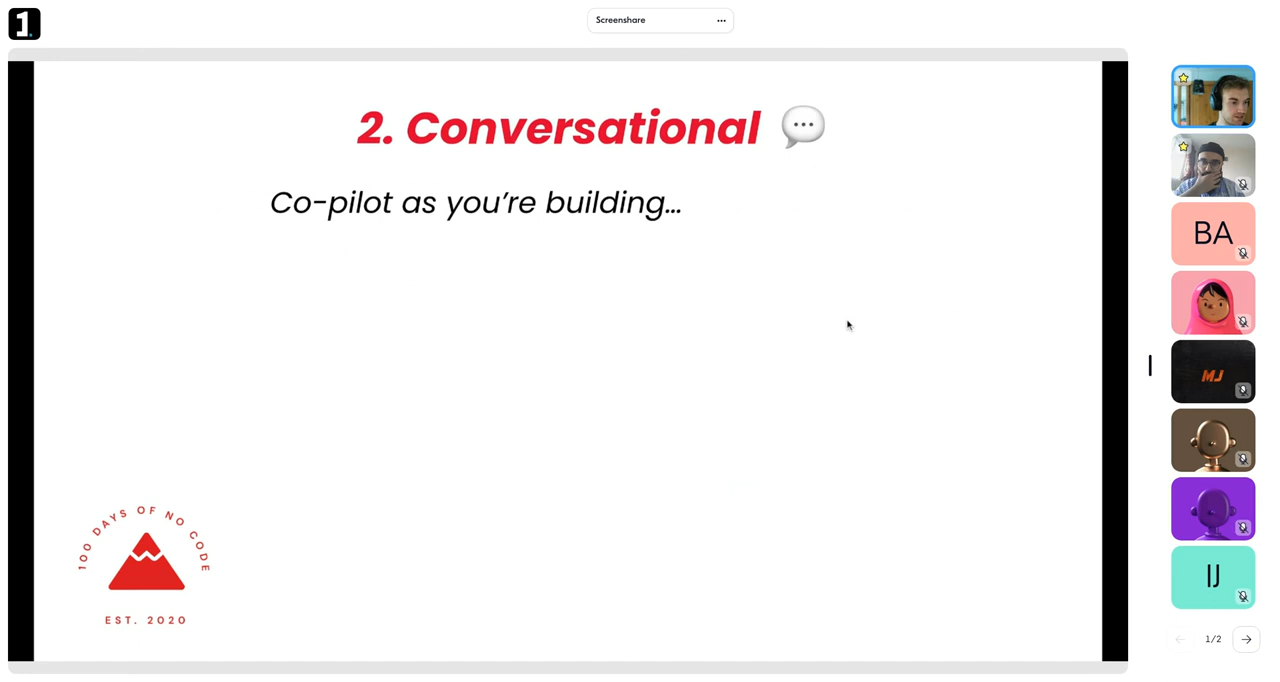 1.
Screenshare
2. Conversational
Co-pilot as you're building...
100 DAYS OF NO CODE
EST. 2020
BA
MJ
IJ
1/2